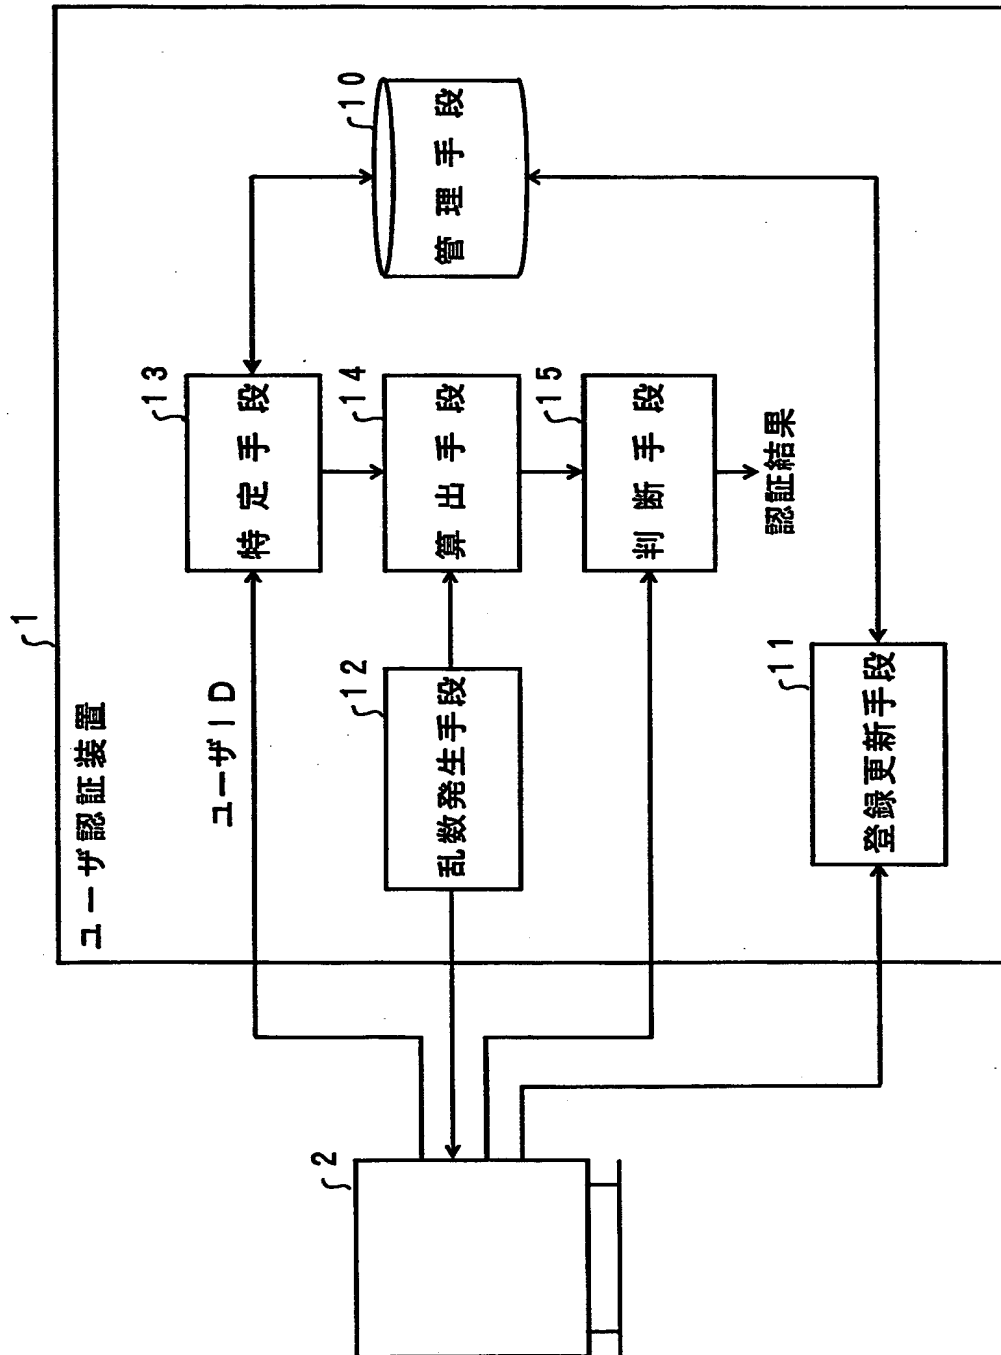 1
ユーザ認証装置
ユーザID
13
特定手段
10
管理手段
12
乱数発生手段
14
算出手段
2
15
判断手段
認証結果
11
登録更新手段